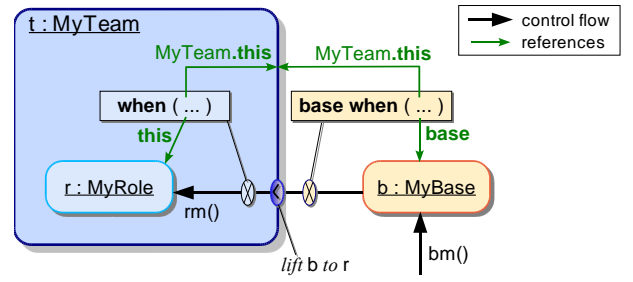 t : MyTeam
control flow
references
MyTeam.this
MyTeam.this
when ( ... )
base when ( ... )
this
base
r : MyRole
b : MyBase
rm()
bm()
lift b to r